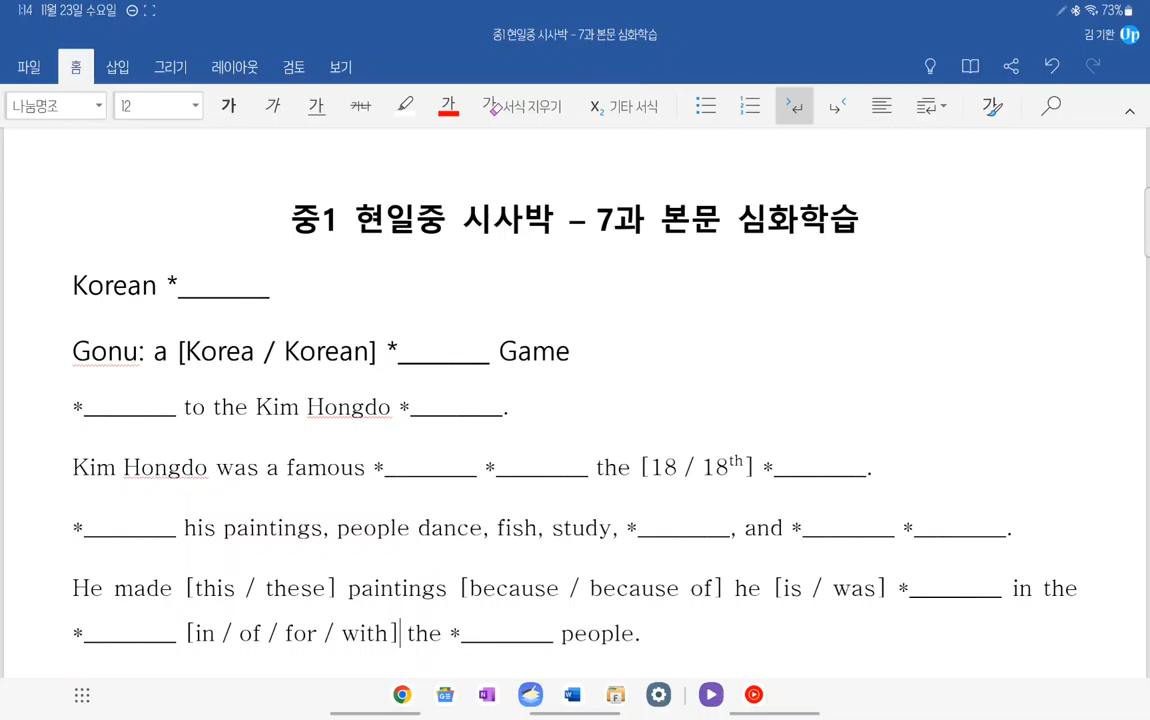 1:14 11월 23일 수요일 73%
중1 현일중 시사박 – 7과 본문 심화학습
김 기환 Up
파일 홈 삽입 그리기 레이아웃 검토 보기
나눔명조 12 가 가 가 가나 가 가 서식 지우기 X₂ 기타 서식
중1 현일중 시사박 – 7과 본문 심화학습
Korean *_______
Gonu: a [Korea / Korean] *_______ Game
*________ to the Kim Hongdo *________.
Kim Hongdo was a famous *________ *________ the [18 / 18th] *________.
*________ his paintings, people dance, fish, study, *________, and *________ *________.
He made [this / these] paintings [because / because of] he [is / was] *________ in the
*________ [in / of / for / with] the *________ people.